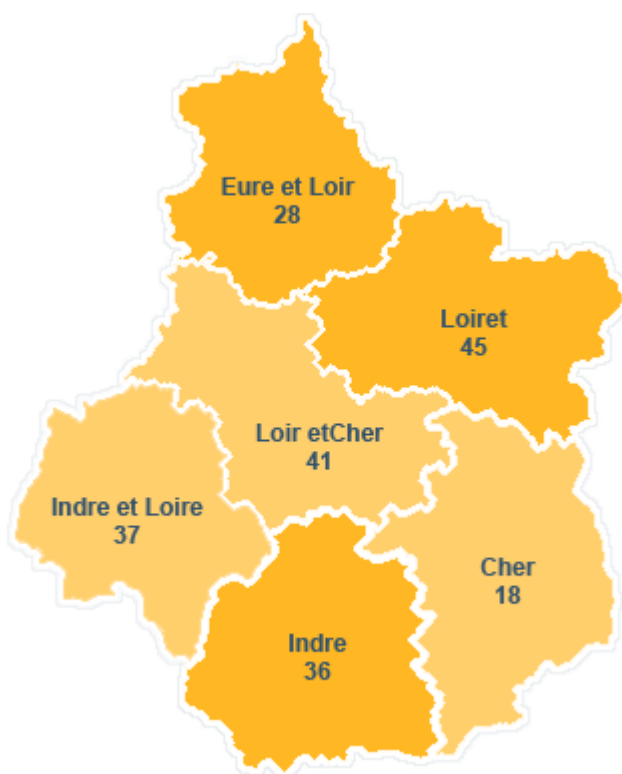 Eure et Loir
28
Loiret
45
Loir etCher
41
Indre et Loire
37
Cher
18
Indre
36